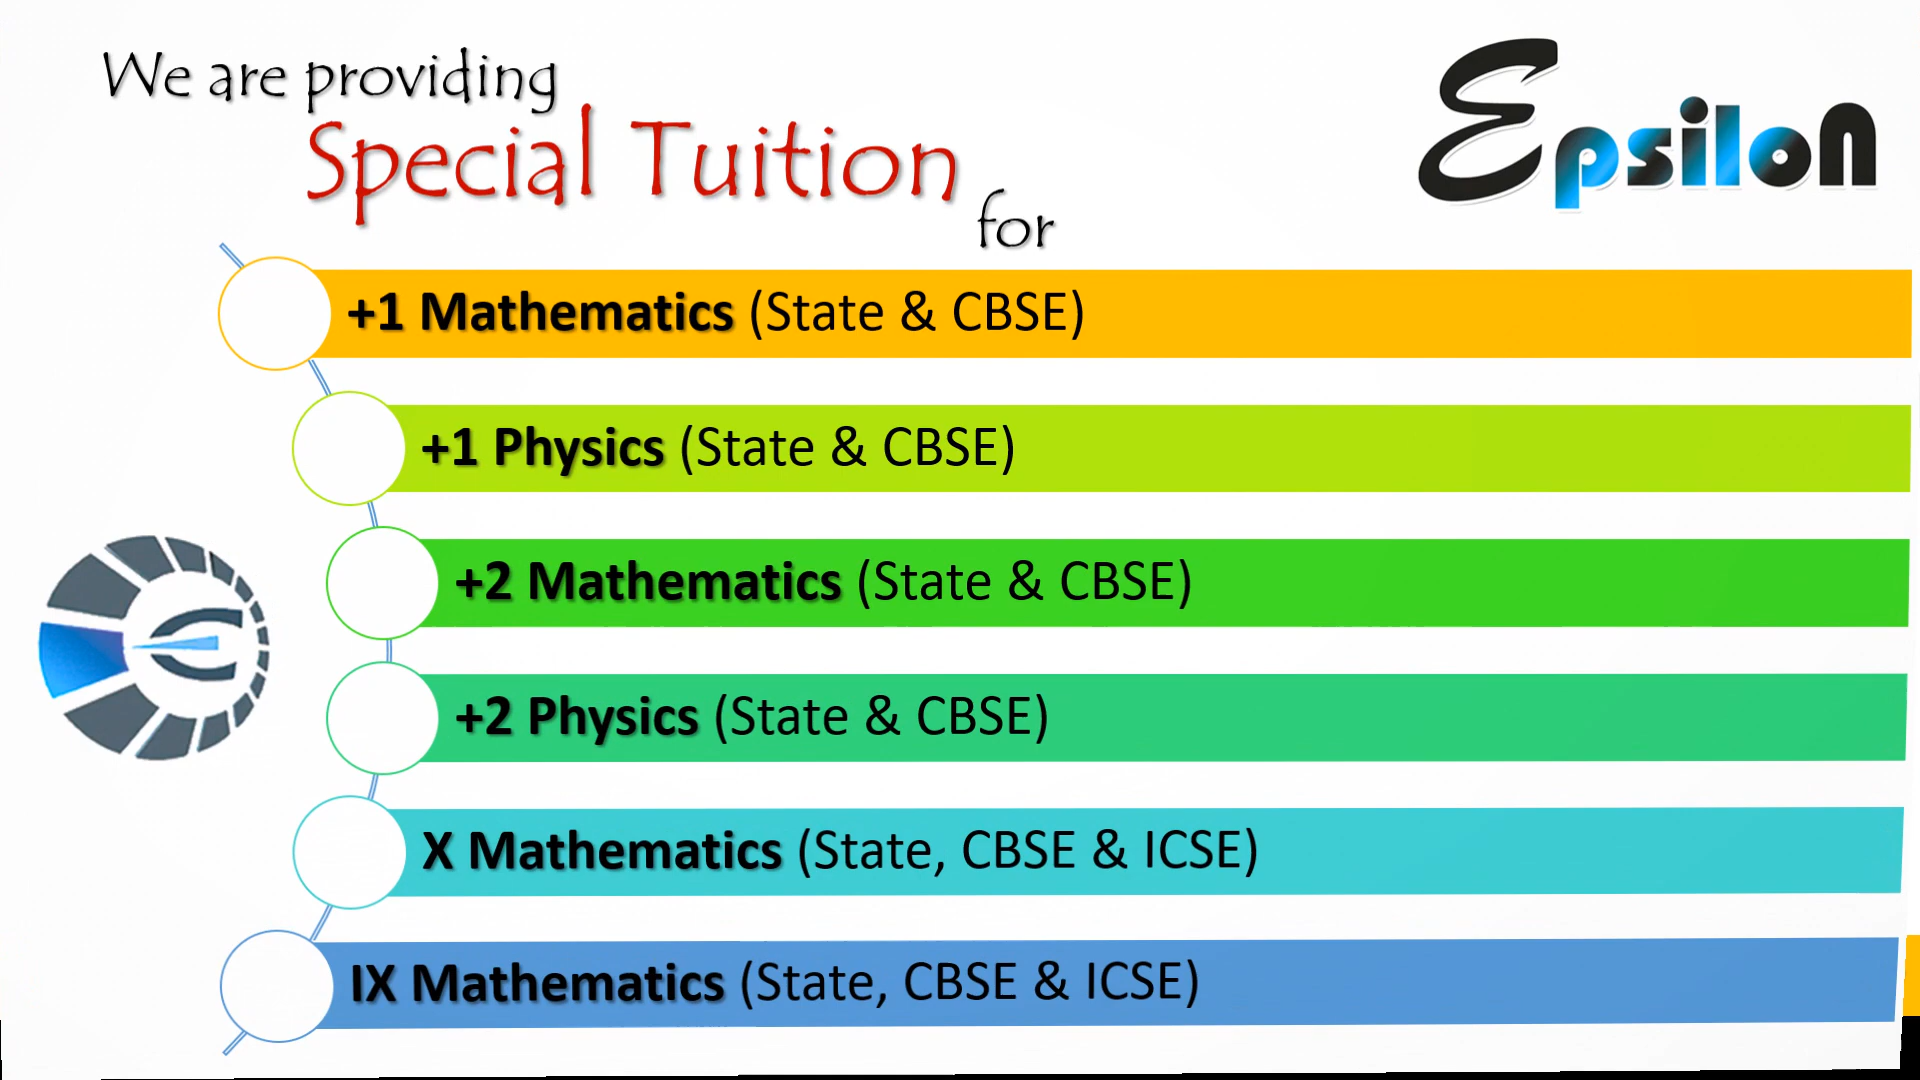 We are providing
Special Tuition
for
Epsilon
+1 Mathematics (State & CBSE)
+1 Physics (State & CBSE)
+2 Mathematics (State & CBSE)
+2 Physics (State & CBSE)
X Mathematics (State, CBSE & ICSE)
IX Mathematics (State, CBSE & ICSE)